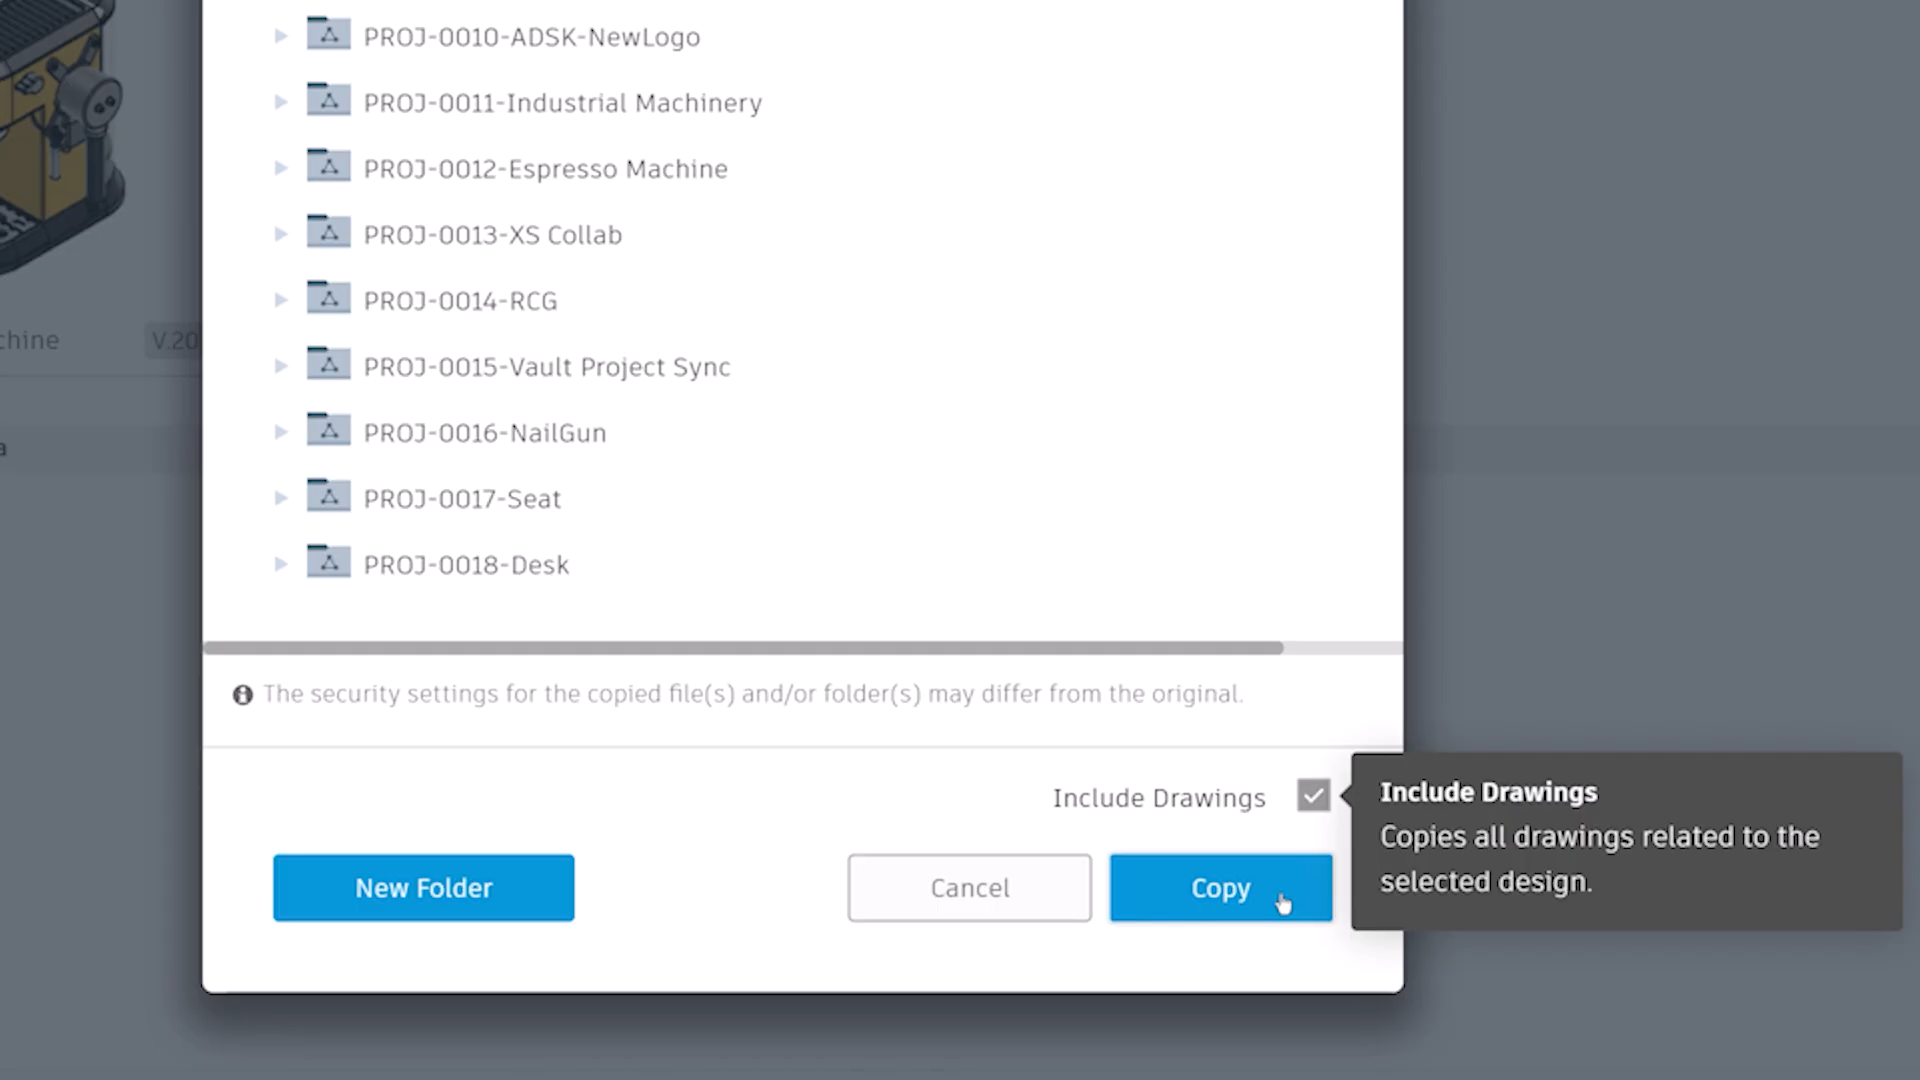 PROJ-0010-ADSK-NewLogo
PROJ-0011-Industrial Machinery
PROJ-0012-Espresso Machine
PROJ-0013-XS Collab
PROJ-0014-RCG
chine V.20
PROJ-0015-Vault Project Sync
PROJ-0016-NailGun
a
PROJ-0017-Seat
PROJ-0018-Desk
The security settings for the copied file(s) and/or folder(s) may differ from the original.
Include Drawings
Include Drawings
Copies all drawings related to the
selected design.
New Folder
Cancel
Copy